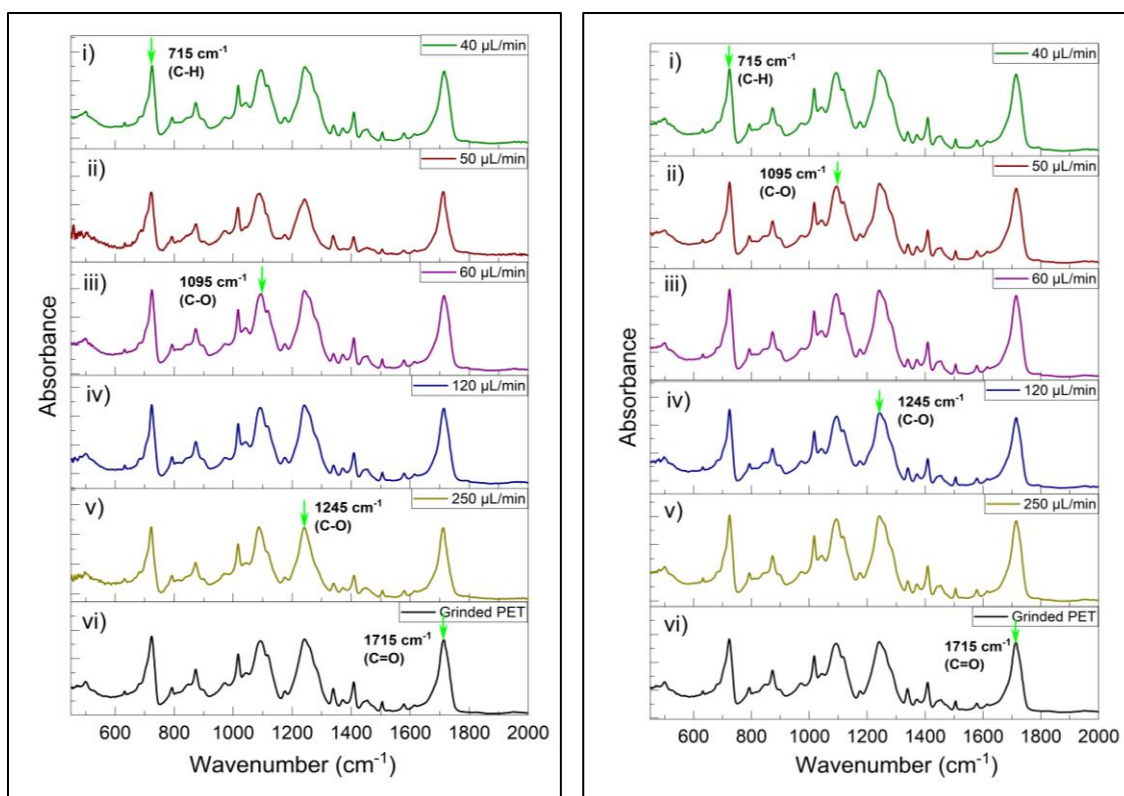 i)
40 µL/min
715 cm⁻¹
(C-H)
ii)
50 µL/min
iii)
60 µL/min
1095 cm⁻¹
(C-O)
iv)
120 µL/min
v)
250 µL/min
1245 cm⁻¹
(C-O)
vi)
Grinded PET
1715 cm⁻¹
(C=O)
Absorbance
600 800 1000 1200 1400 1600 1800 2000
Wavenumber (cm⁻¹)
i)
40 µL/min
715 cm⁻¹
(C-H)
ii)
50 µL/min
1095 cm⁻¹
(C-O)
iii)
60 µL/min
iv)
120 µL/min
1245 cm⁻¹
(C-O)
v)
250 µL/min
vi)
Grinded PET
1715 cm⁻¹
(C=O)
Absorbance
600 800 1000 1200 1400 1600 1800 2000
Wavenumber (cm⁻¹)